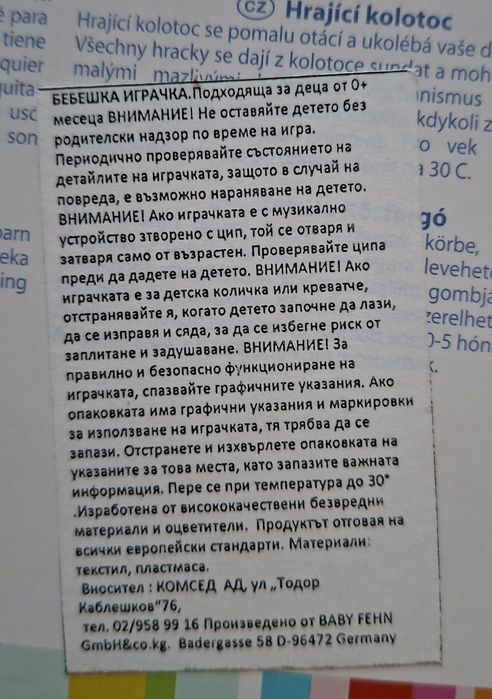 é para
tiene
quier
quita
usc
son
arn
eka
ing
CZ Hrající kolotoc
Hrající kolotoc se pomalu otácí a ukolébá vaše d
Všechny hracky se dají z kolotoce sundat a moh
malými mazlivými
nismus
kdykoli z
vek
30 C.
gó
körbe,
levehet
gombja
zerelhet
0-5 hón
k.
БЕБЕШКА ИГРАЧКА.Подходяща за деца от 0+
месеца ВНИМАНИЕ! Не оставяйте детето без
родителски надзор по време на игра.
Периодично проверявайте състоянието на
детайлите на играчката, защото в случай на
повреда, е възможно нараняване на детето.
ВНИМАНИЕ! Ако играчката е с музикално
устройство зтворено с цип, той се отваря и
затваря само от възрастен. Проверявайте ципа
преди да дадете на детето. ВНИМАНИЕ! Ако
играчката е за детска количка или креватче,
отстранявайте я, когато детето започне да лази,
да се изправя и сяда, за да се избегне риск от
заплитане и задушаване. ВНИМАНИЕ! За
правилно и безопасно функциониране на
играчката, спазвайте графичните указания. Ако
опаковката има графични указания и маркировки
за използване на играчката, тя трябва да се
запази. Отстранете и изхвърлете опаковката на
указаните за това места, като запазите важната
информация. Пере се при температура до 30°
.Изработена от висококачествени безвредни
материали и оцветители. Продуктът отговая на
всички европейски стандарти. Материали:
текстил, пластмаса.
Вносител : КОМСЕД АД, ул „Тодор
Каблешков"76,
тел. 02/958 99 16 Произведено от BABY FEHN
GmbH&co.kg. Badergasse 58 D-96472 Germany